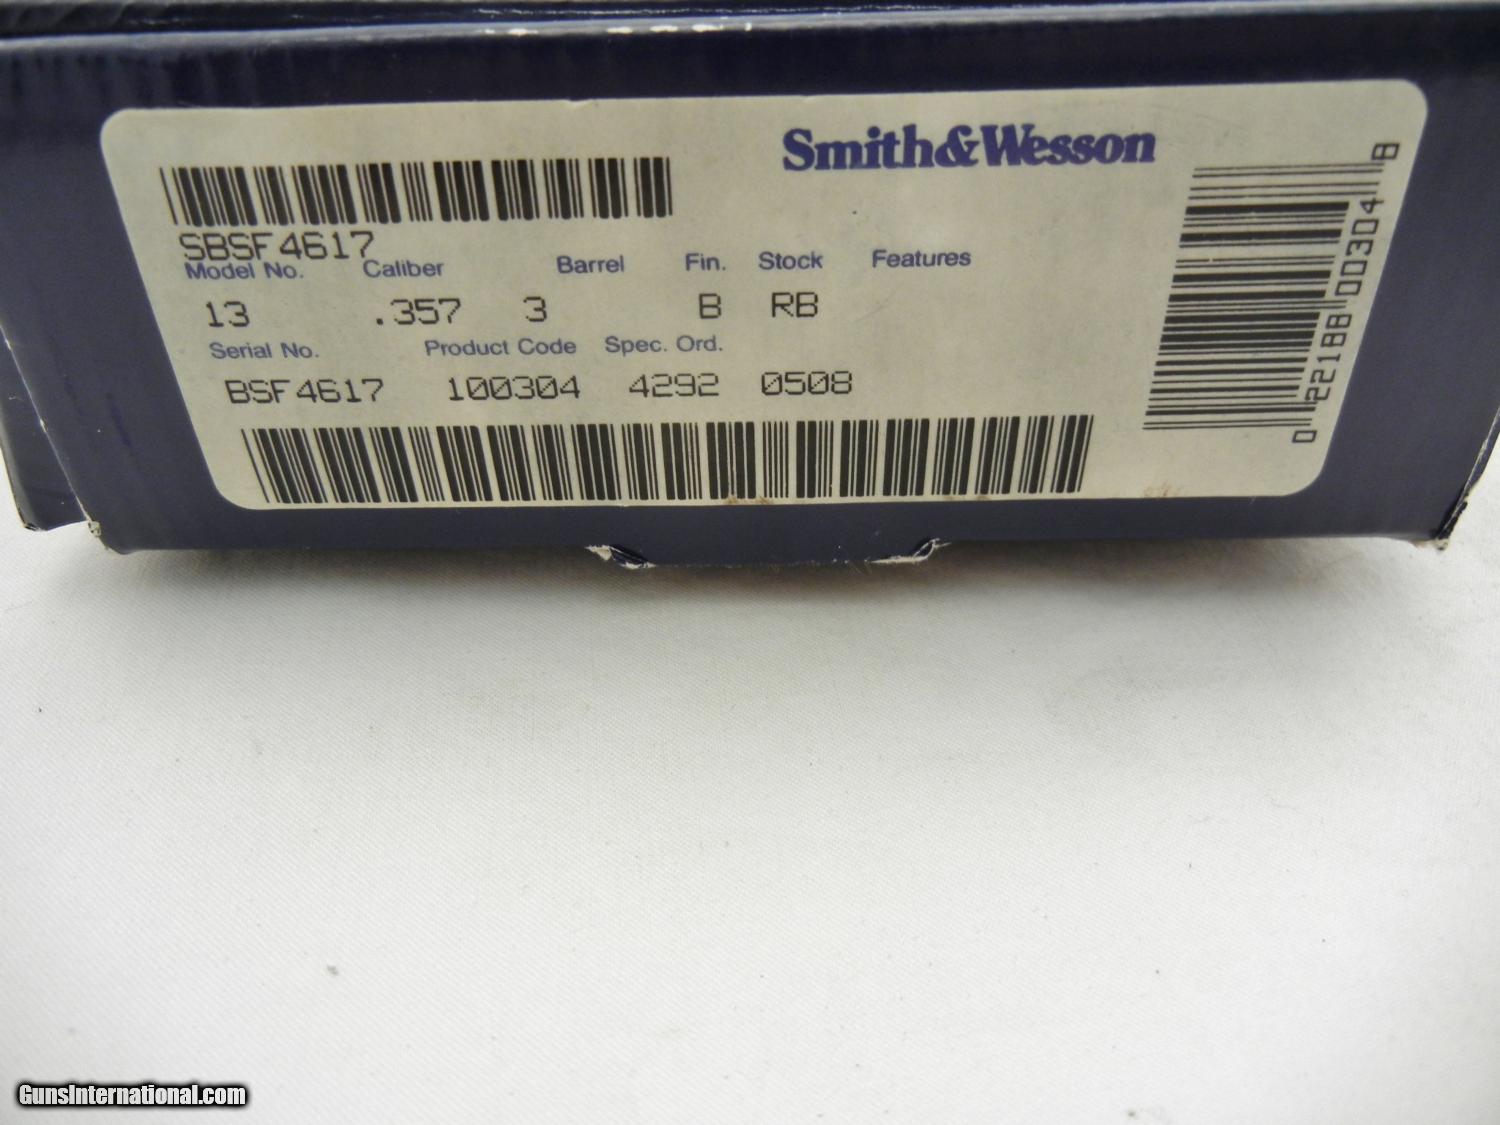 Smith&Wesson
SBSF4617
Model No. Caliber Barrel Fin. Stock Features
13 .357 3 B RB
Serial No. Product Code Spec. Ord.
BSF4617 100304 4292 0508
0 22188 00304 8
GunsInternational.com